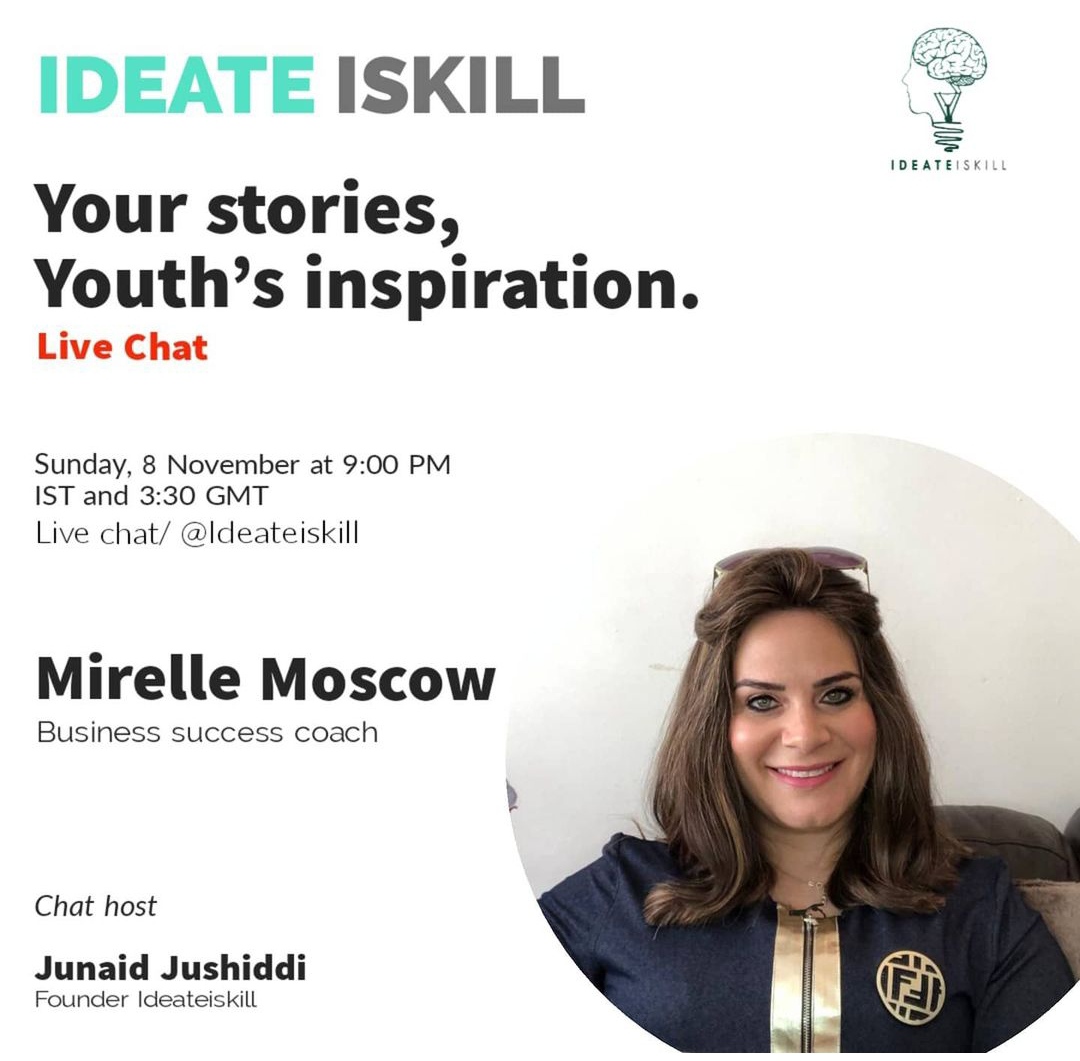 IDEATE ISKILL
IDEATEISKILL
Your stories,
Youth’s inspiration.
Live Chat
Sunday, 8 November at 9:00 PM
IST and 3:30 GMT
Live chat/ @Ideateiskill
Mirelle Moscow
Business success coach
Chat host
Junaid Jushiddi
Founder Ideateiskill